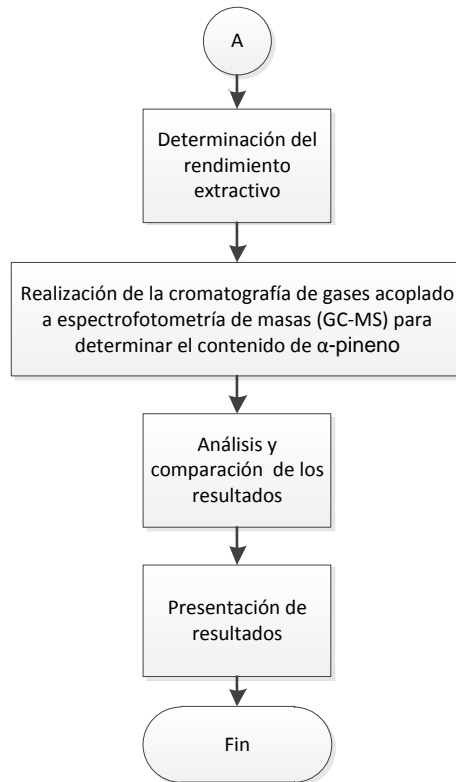 A
Determinación del
rendimiento
extractivo
Realización de la cromatografía de gases acoplado
a espectrofotometría de masas (GC-MS) para
determinar el contenido de α-pineno
Análisis y
comparación de los
resultados
Presentación de
resultados
Fin